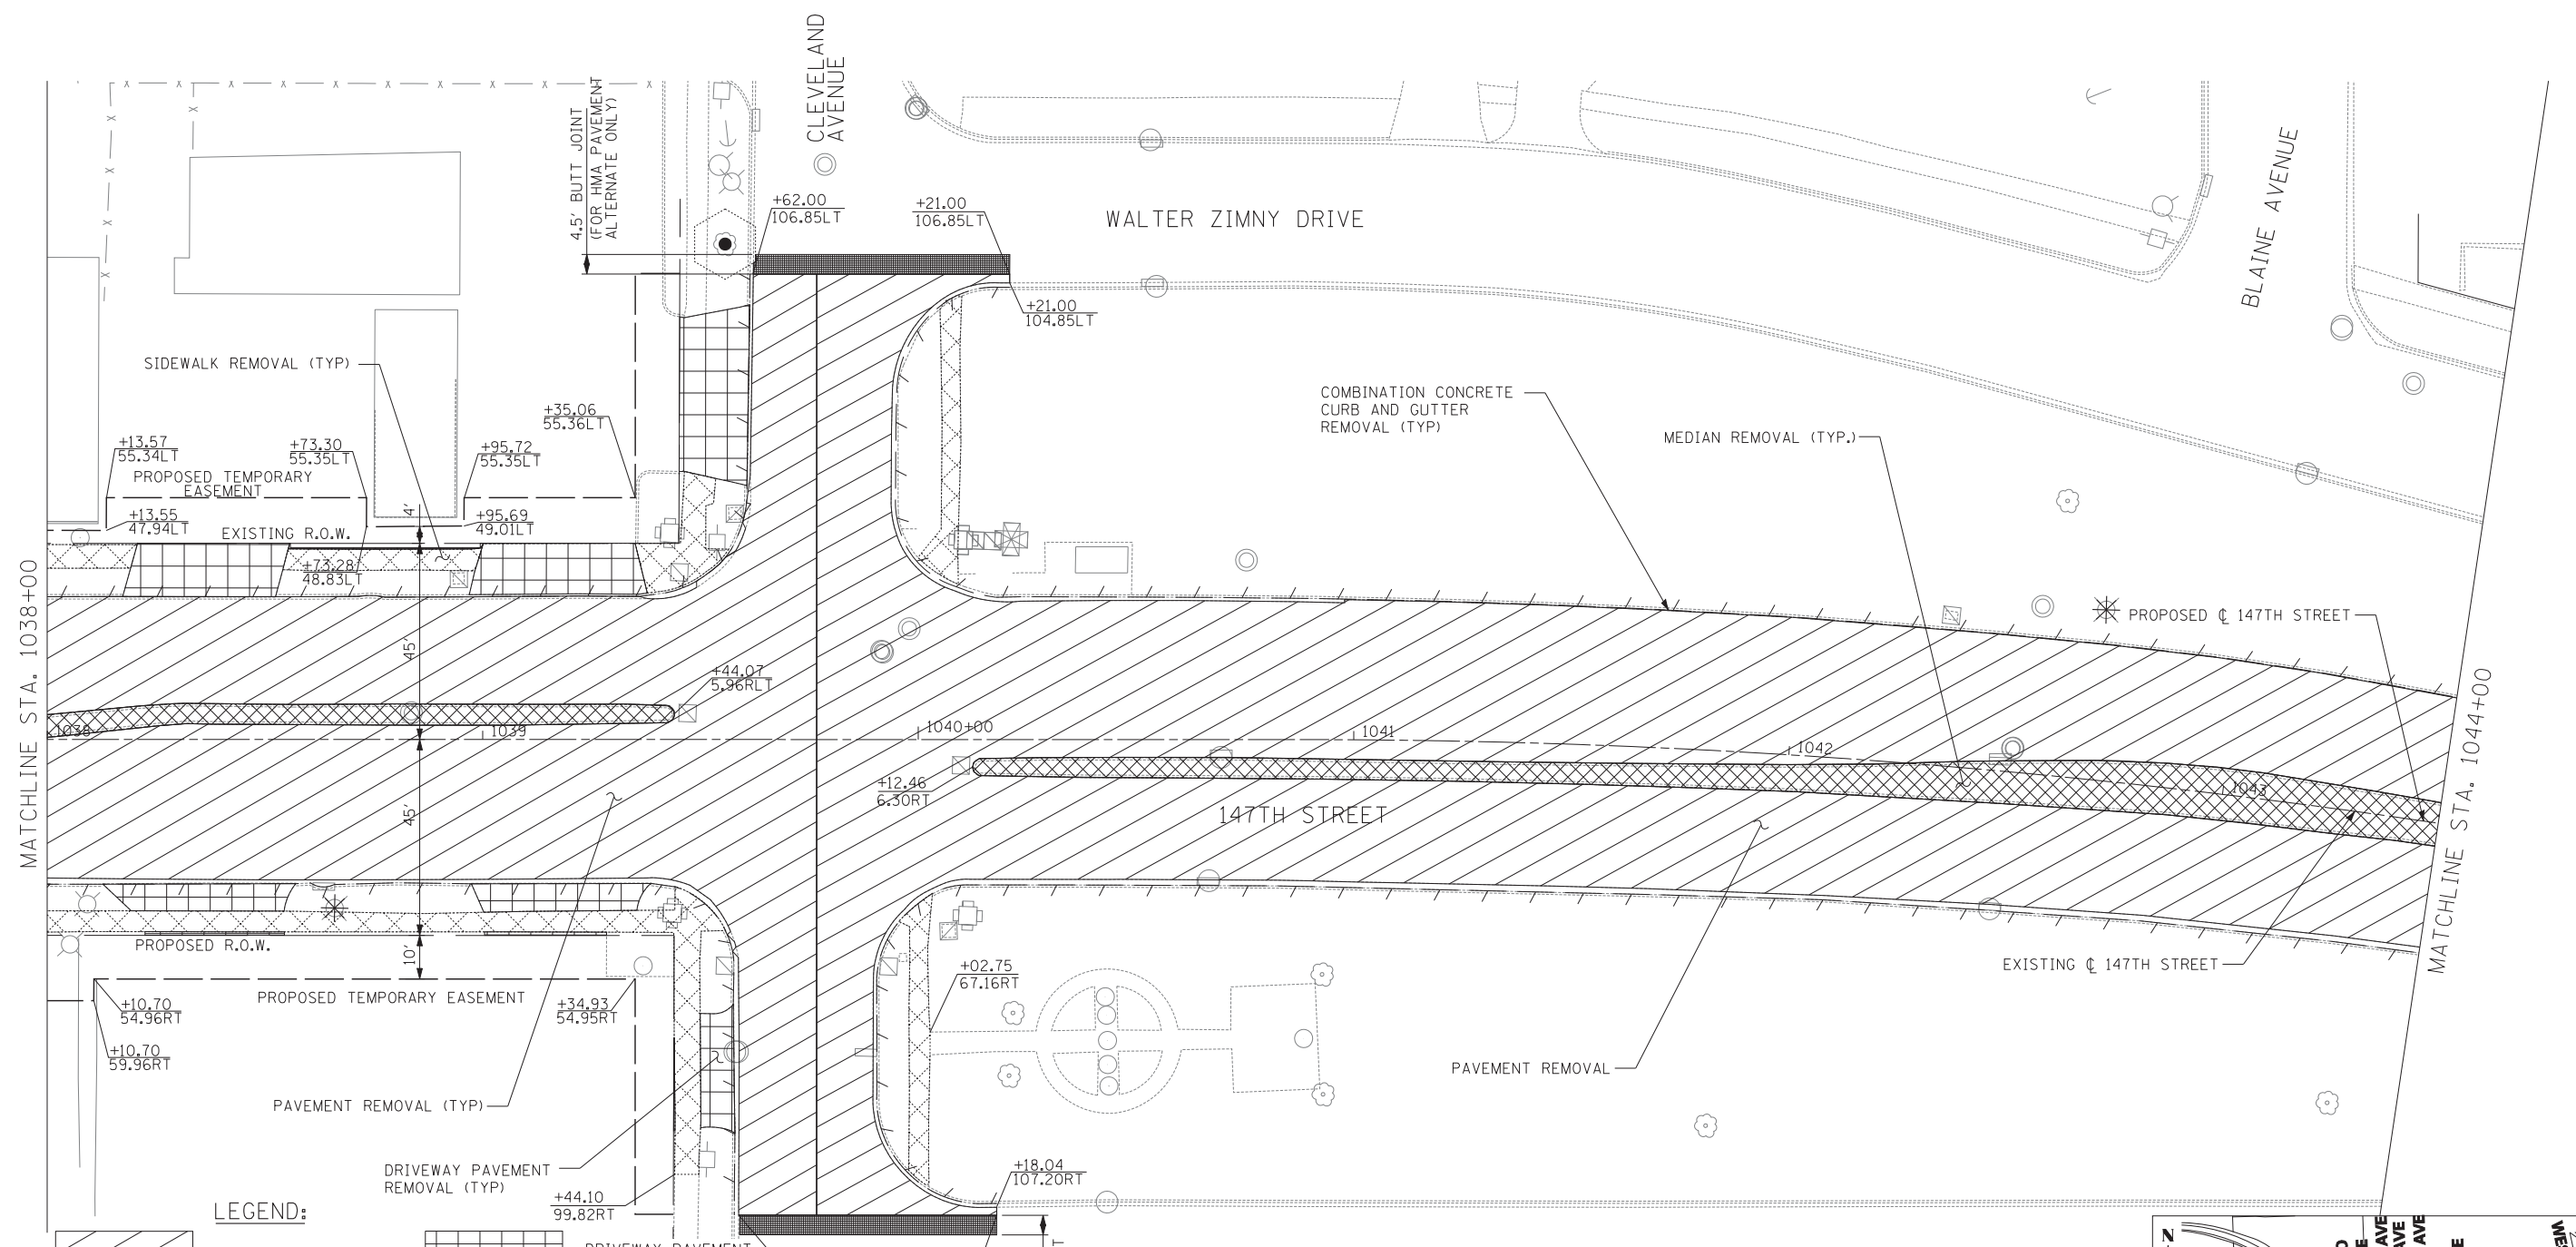 CLEVELAND
AVENUE
4.5' BUTT JOINT
(FOR HMA PAVEMENT
ALTERNATE ONLY)
+62.00
106.85LT
+21.00
106.85LT
WALTER ZIMNY DRIVE
BLAINE AVENUE
+21.00
104.85LT
SIDEWALK REMOVAL (TYP)
+35.06
55.36LT
COMBINATION CONCRETE
CURB AND GUTTER
REMOVAL (TYP)
MEDIAN REMOVAL (TYP.)
+13.57
55.34LT
+73.30
55.35LT
+95.72
55.35LT
PROPOSED TEMPORARY
EASEMENT
+13.55
47.94LT
EXISTING R.O.W.
4'
+95.69
49.01LT
+73.28
48.83LT
MATCHLINE STA. 1038+00
45'
PROPOSED ℄ 147TH STREET
+44.07
5.96RLT
1038
1039
1040+00
1041
1042
1043
+12.46
6.30RT
147TH STREET
45'
MATCHLINE STA. 1044+00
PROPOSED R.O.W.
10'
EXISTING ℄ 147TH STREET
+02.75
67.16RT
+10.70
54.96RT
PROPOSED TEMPORARY EASEMENT
+34.93
54.95RT
+10.70
59.96RT
PAVEMENT REMOVAL
PAVEMENT REMOVAL (TYP)
DRIVEWAY PAVEMENT
REMOVAL (TYP)
+18.04
107.20RT
+44.10
99.82RT
LEGEND:
DRIVEWAY PAVEMENT
N
AVE
AVE
AVE